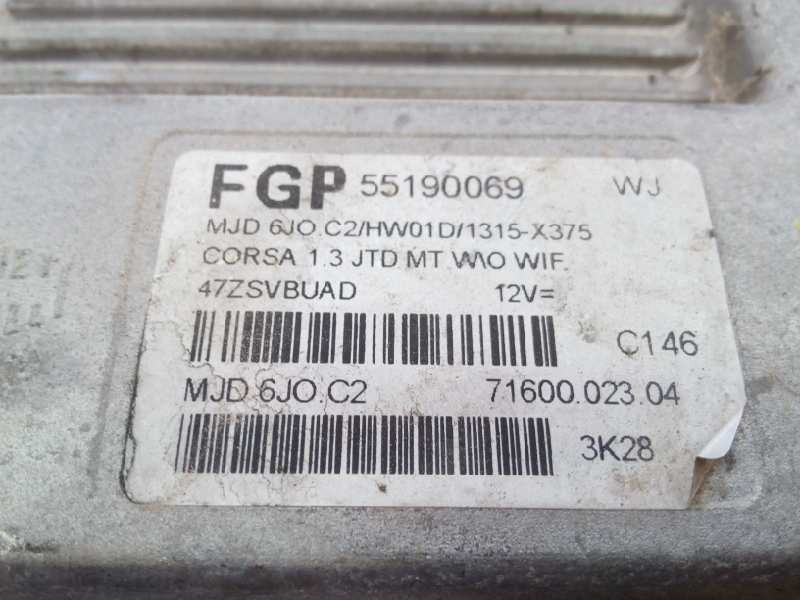 FGP 55190069 WJ
MJD 6JO.C2/HW01D/1315-X375
CORSA 1.3 JTD MT W\O WIF.
47ZSVBUAD 12V=
C146
MJD 6JO.C2 71600.023.04
3K28